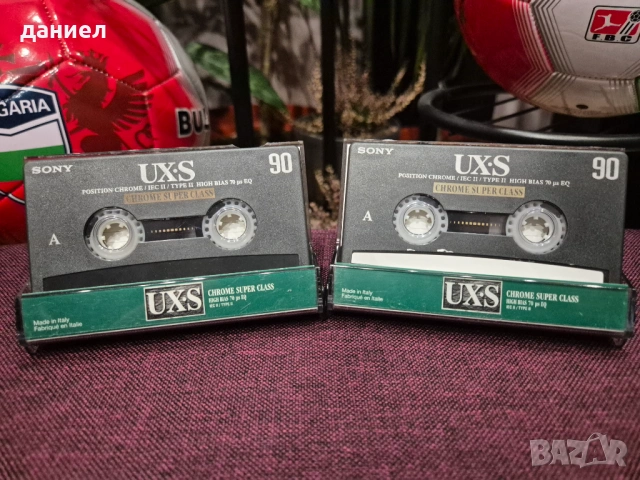 даниел
GARIA
BUL
FBC
SONY
UX·S
90
POSITION CHROME / IEC II / TYPE II HIGH BIAS 70 µs EQ
CHROME SUPER CLASS
A
UX·S
CHROME SUPER CLASS
HIGH BIAS 70 µs EQ
IEC II / TYPE II
Made in Italy
Fabriqué en Italie
SONY
UX·S
90
POSITION CHROME / IEC II / TYPE II HIGH BIAS 70 µs EQ
CHROME SUPER CLASS
A
UX·S
CHROME SUPER CLASS
HIGH BIAS 70 µs EQ
IEC II / TYPE II
Made in Italy
Fabriqué en Italie
BAZAR